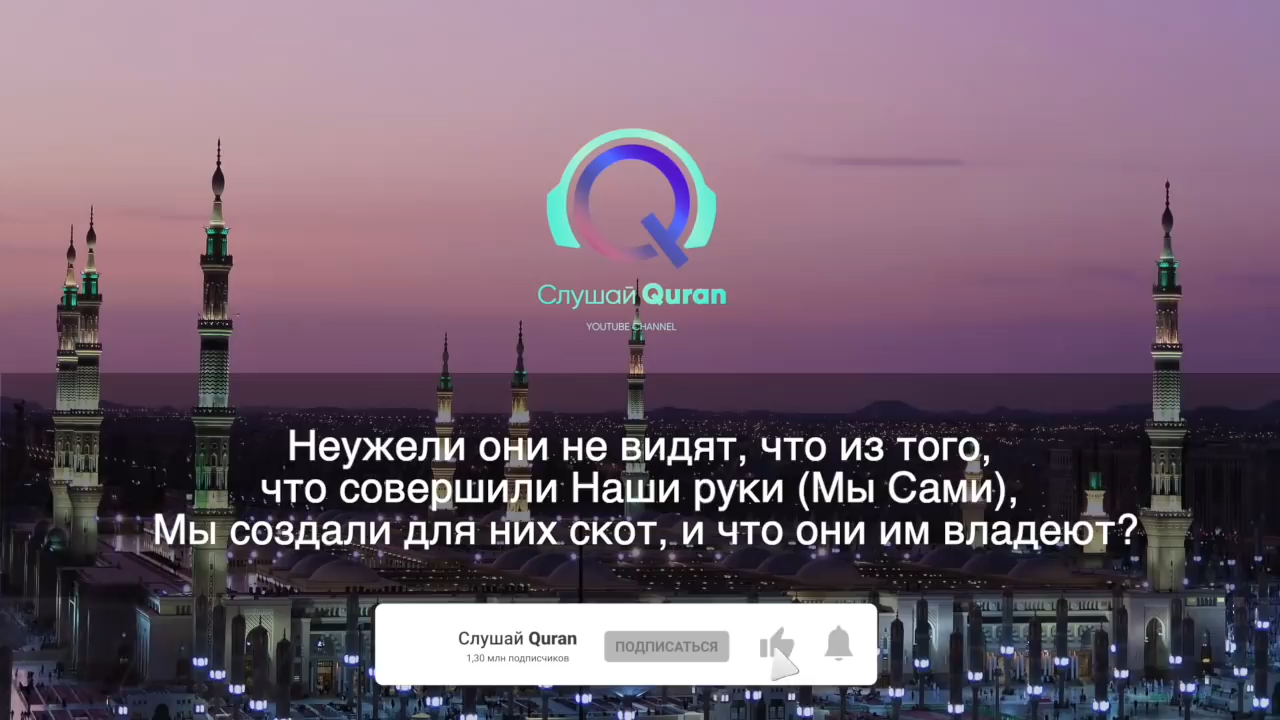 Слушай Quran
YOUTUBE CHANNEL
Неужели они не видят, что из того,
что совершили Наши руки (Мы Сами),
Мы создали для них скот, и что они им владеют?
Слушай Quran
1,30 млн подписчиков
ПОДПИСАТЬСЯ